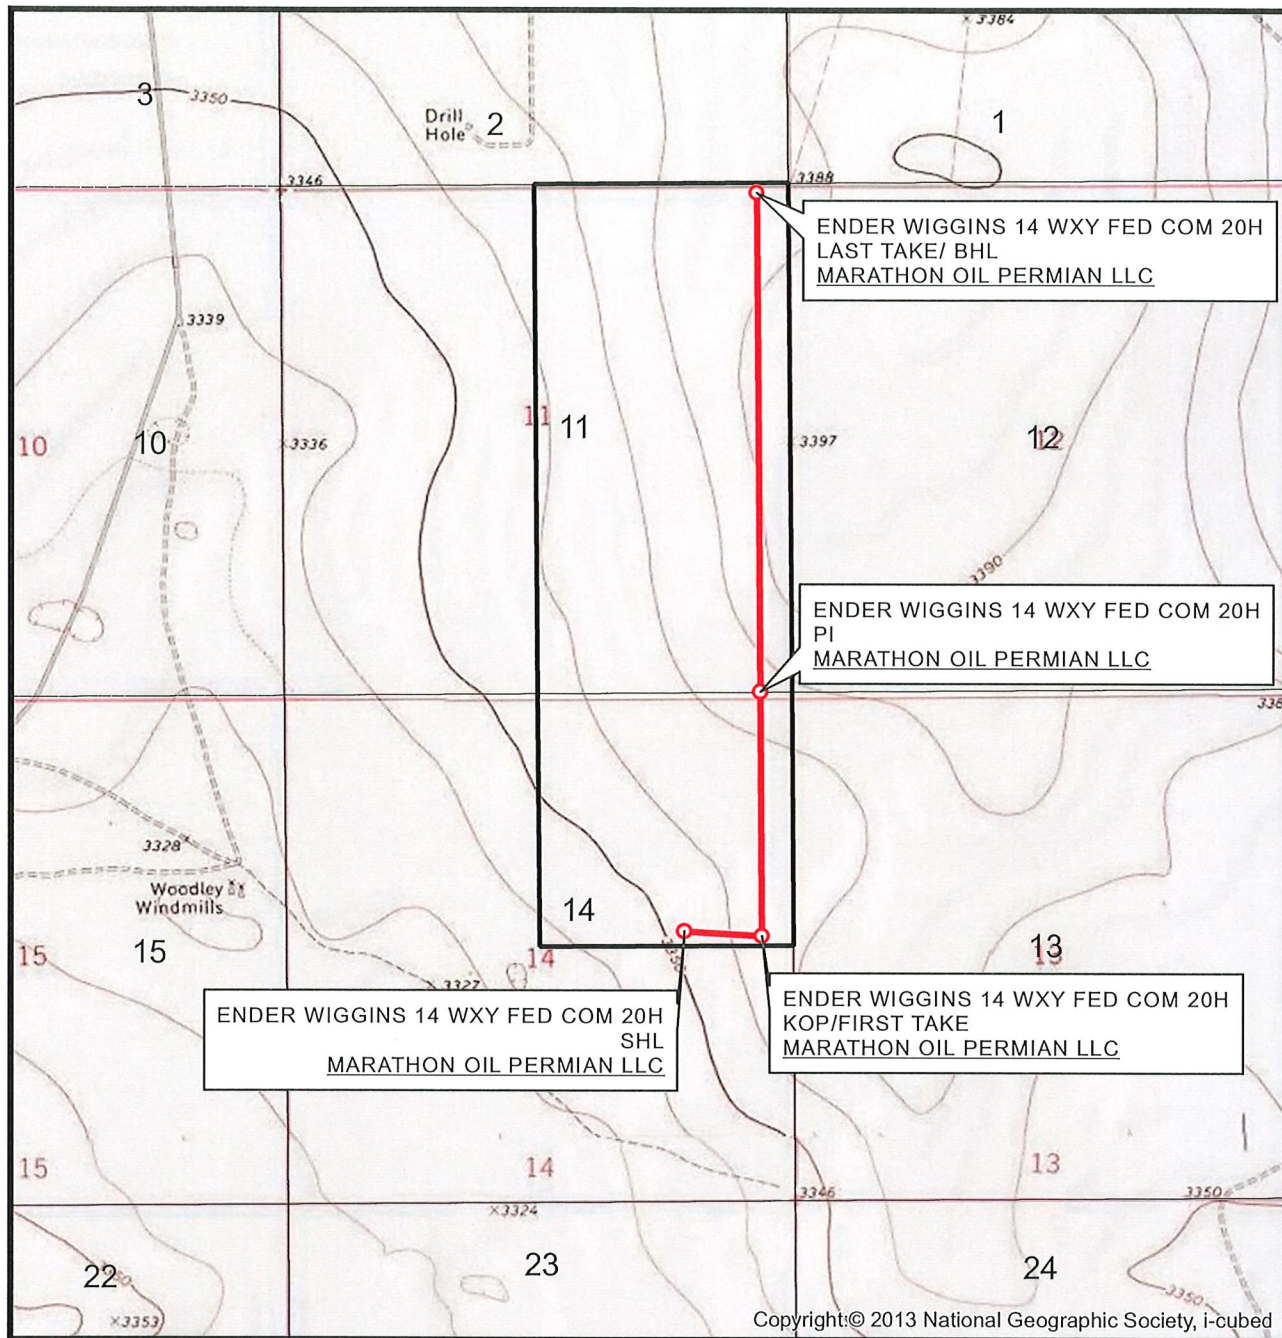 3384
3
3350
Drill
Hole
2
1
3346
3388
ENDER WIGGINS 14 WXY FED COM 20H
LAST TAKE/ BHL
MARATHON OIL PERMIAN LLC
3339
11
11
10
10
3336
3397
12
12
3390
ENDER WIGGINS 14 WXY FED COM 20H
PI
MARATHON OIL PERMIAN LLC
338
3328
Woodley
Windmills
14
15
15
14
13
13
3350
3327
ENDER WIGGINS 14 WXY FED COM 20H
SHL
MARATHON OIL PERMIAN LLC
ENDER WIGGINS 14 WXY FED COM 20H
KOP/FIRST TAKE
MARATHON OIL PERMIAN LLC
15
14
13
3346
3350
×3324
22
23
24
3350
×3353
Copyright:© 2013 National Geographic Society, i-cubed